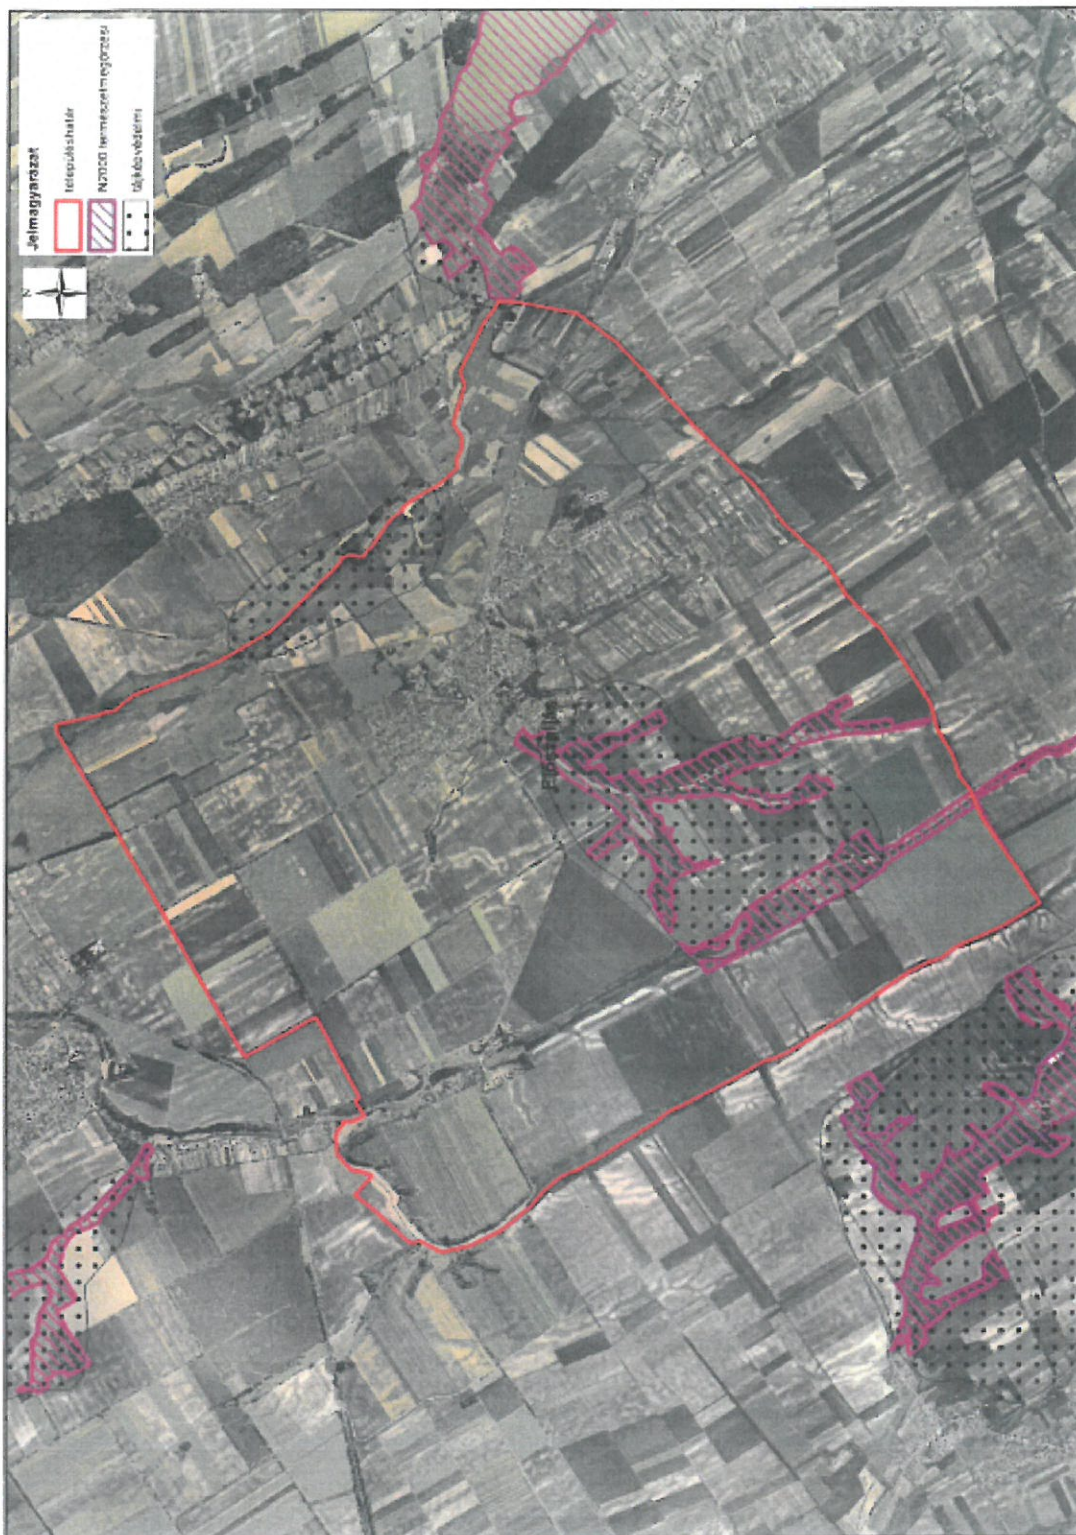 Jelmagyarázat
településhatár
N2000 természetmegőrzési
tájképvédelmi
N